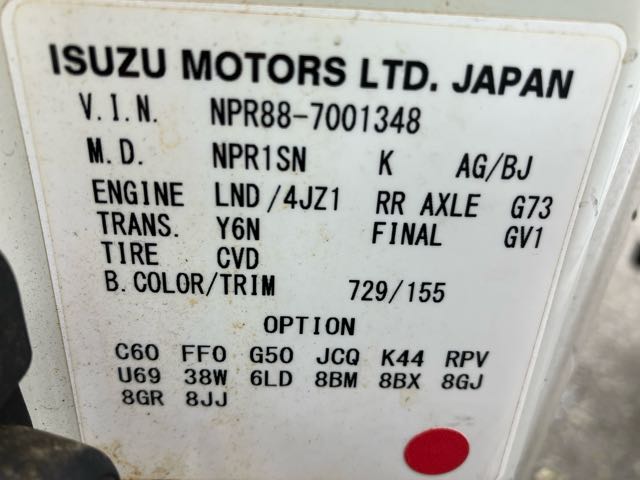 ISUZU MOTORS LTD. JAPAN
V.I.N. NPR88-7001348
M.D. NPR1SN K AG/BJ
ENGINE LND/4JZ1 RR AXLE G73
TRANS. Y6N FINAL GV1
TIRE CVD
B.COLOR/TRIM 729/155
OPTION
C60 FF0 G50 JCQ K44 RPV
U69 38W 6LD 8BM 8BX 8GJ
8GR 8JJ